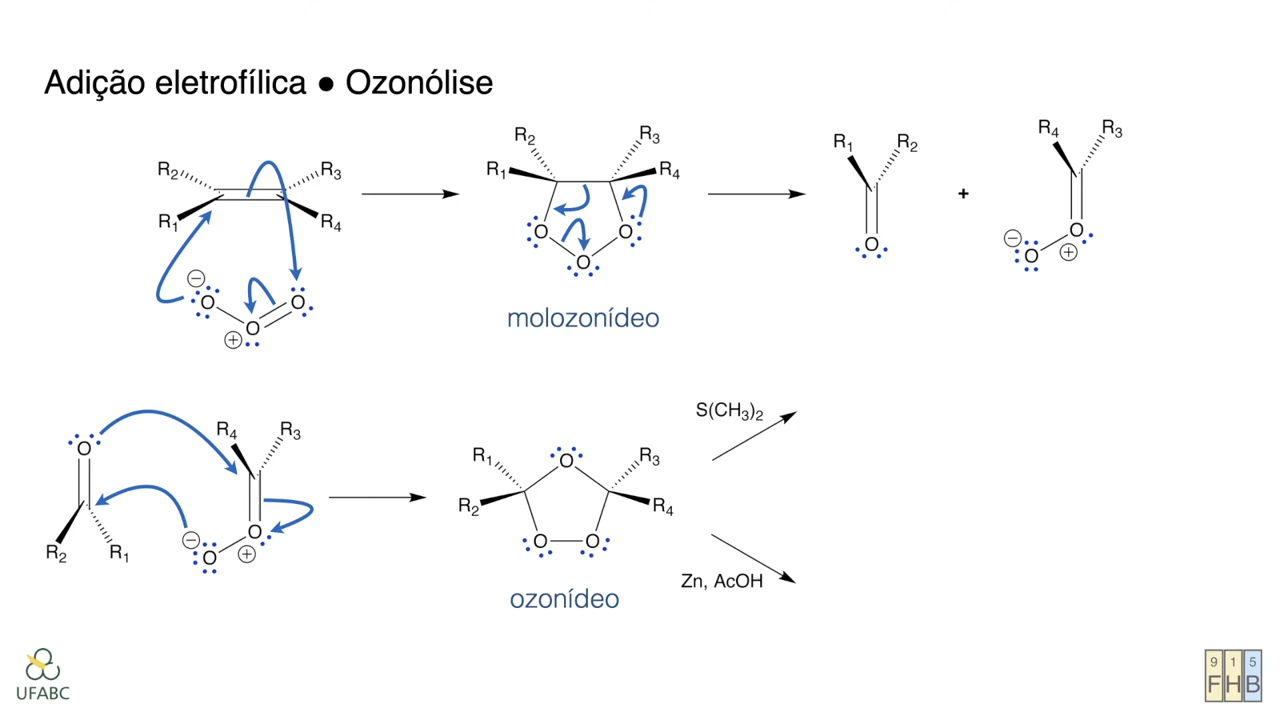 Adição eletrofílica ● Ozonólise
R₂ R₃
R₁ R₄
⊖
O O
O
⊕
R₂ R₃
R₁ R₄
O O
O
molozonídeo
R₁ R₂
O
+
R₄ R₃
⊖ O
O ⊕
O
R₂ R₁
R₄ R₃
⊖ O
O ⊕
R₁ O R₃
R₂ R₄
O O
ozonídeo
S(CH₃)₂
Zn, AcOH
UFABC
9 1 5
F H B